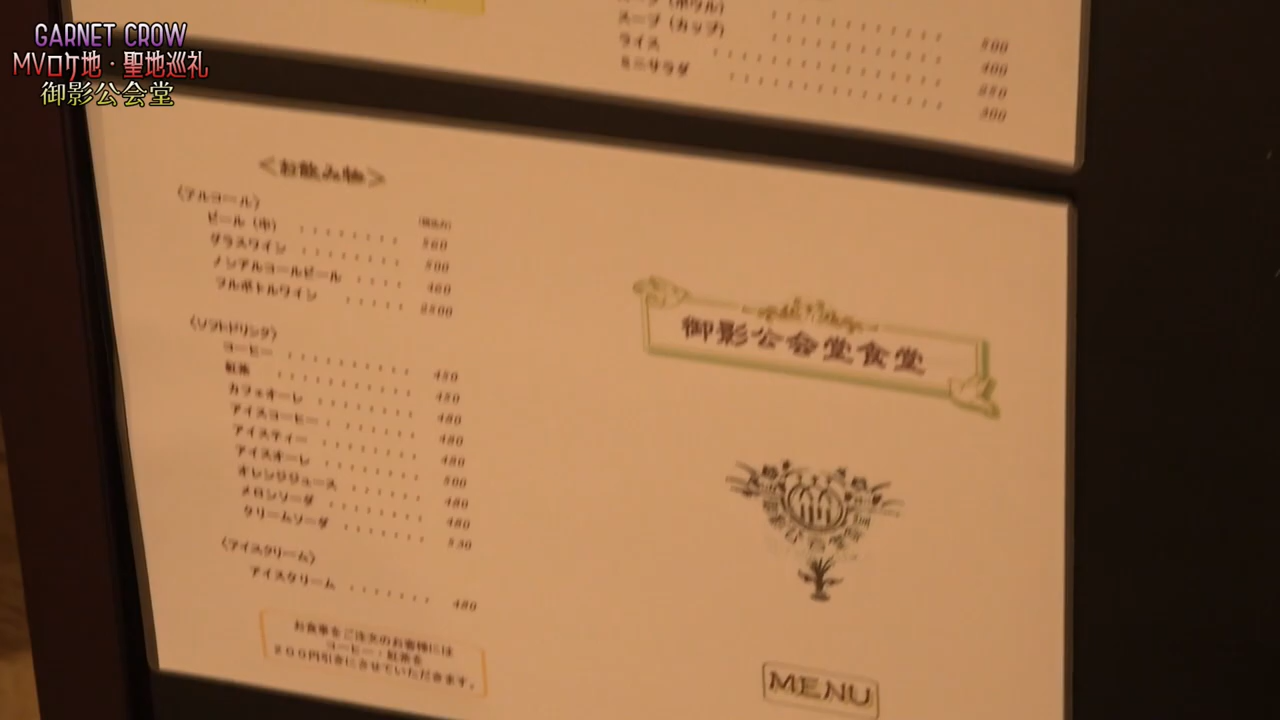 GARNET CROW
MVロケ地・聖地巡礼
御影公会堂
スープ(カップ)
500
400
ライス
ミニサラダ
<お飲み物>
〈アルコール〉
ビール(中) ・・・・・・・・
グラスワイン ・・・・・・・・ 500
ノンアルコールビール ・・・・
フルボトルワイン ・・・・・
〈ソフトドリンク〉
コーヒー ・・・・・・・・・・ 450
紅茶 ・・・・・・・・・・・ 450
カフェオーレ ・・・・・・・・ 480
アイスコーヒー ・・・・・・・ 480
アイスティー ・・・・・・・・ 480
アイスオーレ ・・・・・・・・ 500
オレンジジュース ・・・・・・ 480
メロンソーダ ・・・・・・・・ 480
クリームソーダ ・・・・・・・ 530
〈アイスクリーム〉
アイスクリーム ・・・・・・・ 480
お食事をご注文のお客様には
コーヒー・紅茶を
200円引きにさせていただきます。
御影公会堂食堂
MENU